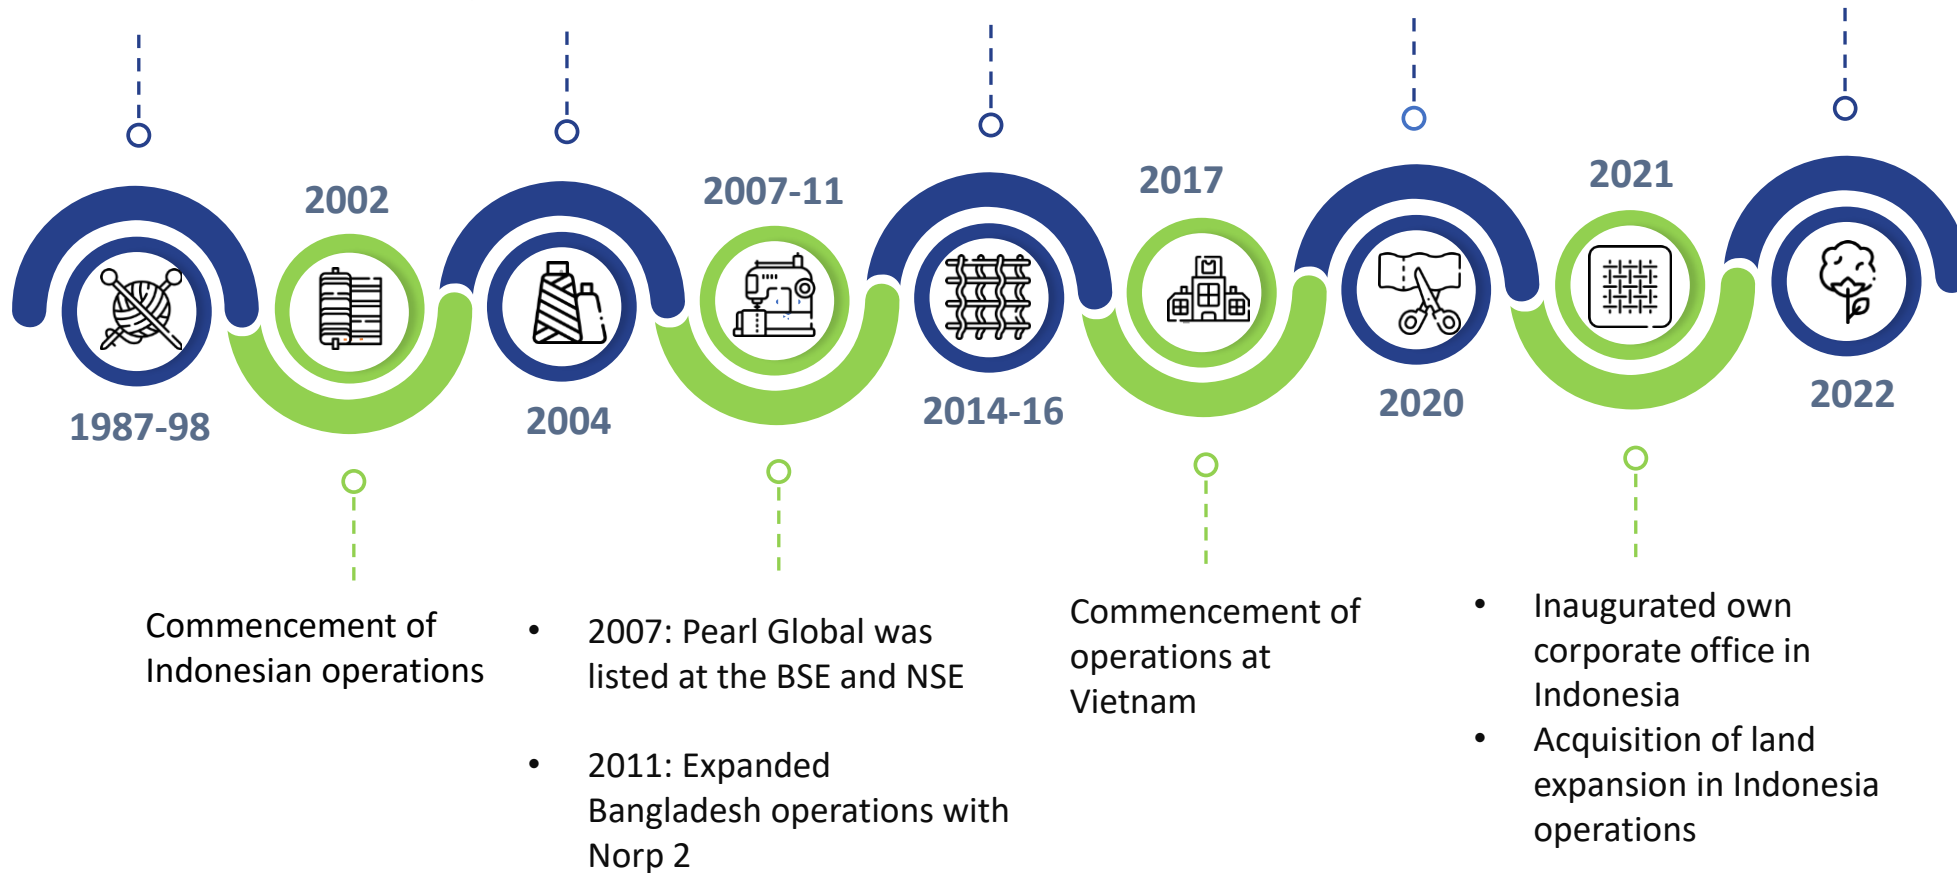 1987-98
2002
2004
2007-11
2014-16
2017
2020
2021
2022
Commencement of
Indonesian operations
• 2007: Pearl Global was
listed at the BSE and NSE
• 2011: Expanded
Bangladesh operations with
Norp 2
Commencement of
operations at
Vietnam
• Inaugurated own
corporate office in
Indonesia
• Acquisition of land
expansion in Indonesia
operations